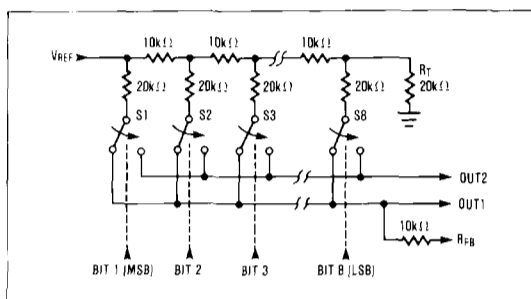 10kΩ 10kΩ 10kΩ
VREF RT
20kΩ 20kΩ 20kΩ 20kΩ 20kΩ
S1 S2 S3 S8
OUT2
OUT1
10kΩ
RFB
BIT 1 (MSB) BIT 2 BIT 3 BIT 8 (LSB)